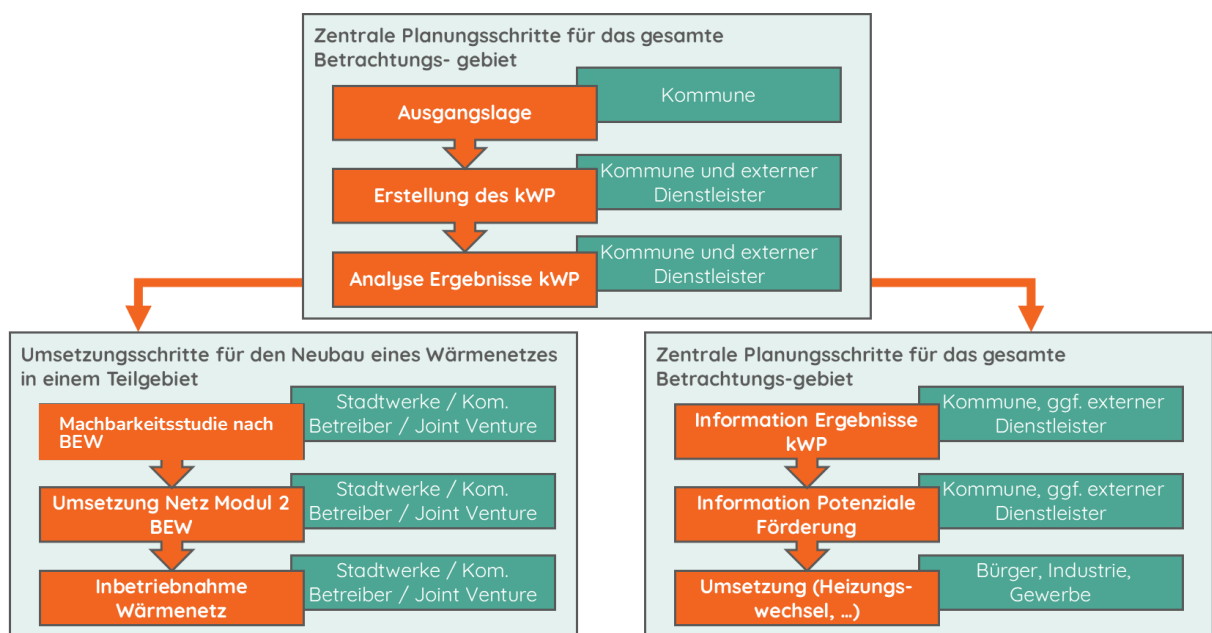 Zentrale Planungsschritte für das gesamte
Betrachtungs- gebiet
Kommune
Ausgangslage
Kommune und externer
Dienstleister
Erstellung des kWP
Kommune und externer
Dienstleister
Analyse Ergebnisse kWP
Umsetzungsschritte für den Neubau eines Wärmenetzes
in einem Teilgebiet
Stadtwerke / Kom.
Betreiber / Joint Venture
Machbarkeitsstudie nach
BEW
Stadtwerke / Kom.
Betreiber / Joint Venture
Umsetzung Netz Modul 2
BEW
Stadtwerke / Kom.
Betreiber / Joint Venture
Inbetriebnahme
Wärmenetz
Zentrale Planungsschritte für das gesamte
Betrachtungs-gebiet
Kommune, ggf. externer
Dienstleister
Information Ergebnisse
kWP
Kommune, ggf. externer
Dienstleister
Information Potenziale
Förderung
Bürger, Industrie,
Gewerbe
Umsetzung (Heizungs-
wechsel, ...)